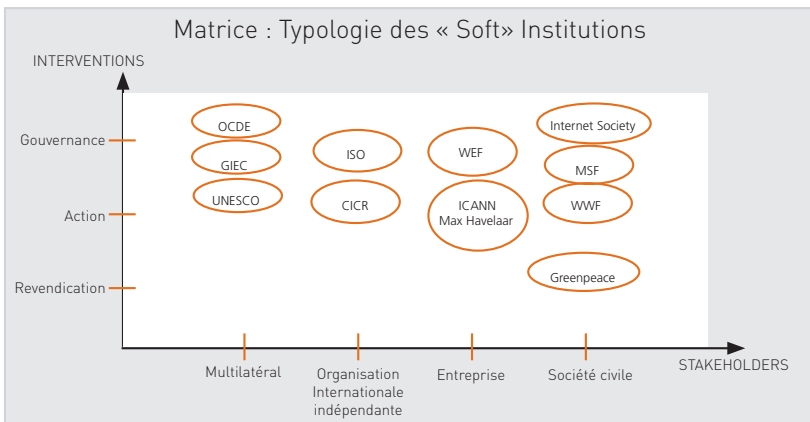 Matrice : Typologie des « Soft» Institutions
INTERVENTIONS
Gouvernance
Action
Revendication
OCDE
GIEC
UNESCO
ISO
CICR
WEF
ICANN
Max Havelaar
Internet Society
MSF
WWF
Greenpeace
STAKEHOLDERS
Multilatéral
Organisation
Internationale
indépendante
Entreprise
Société civile